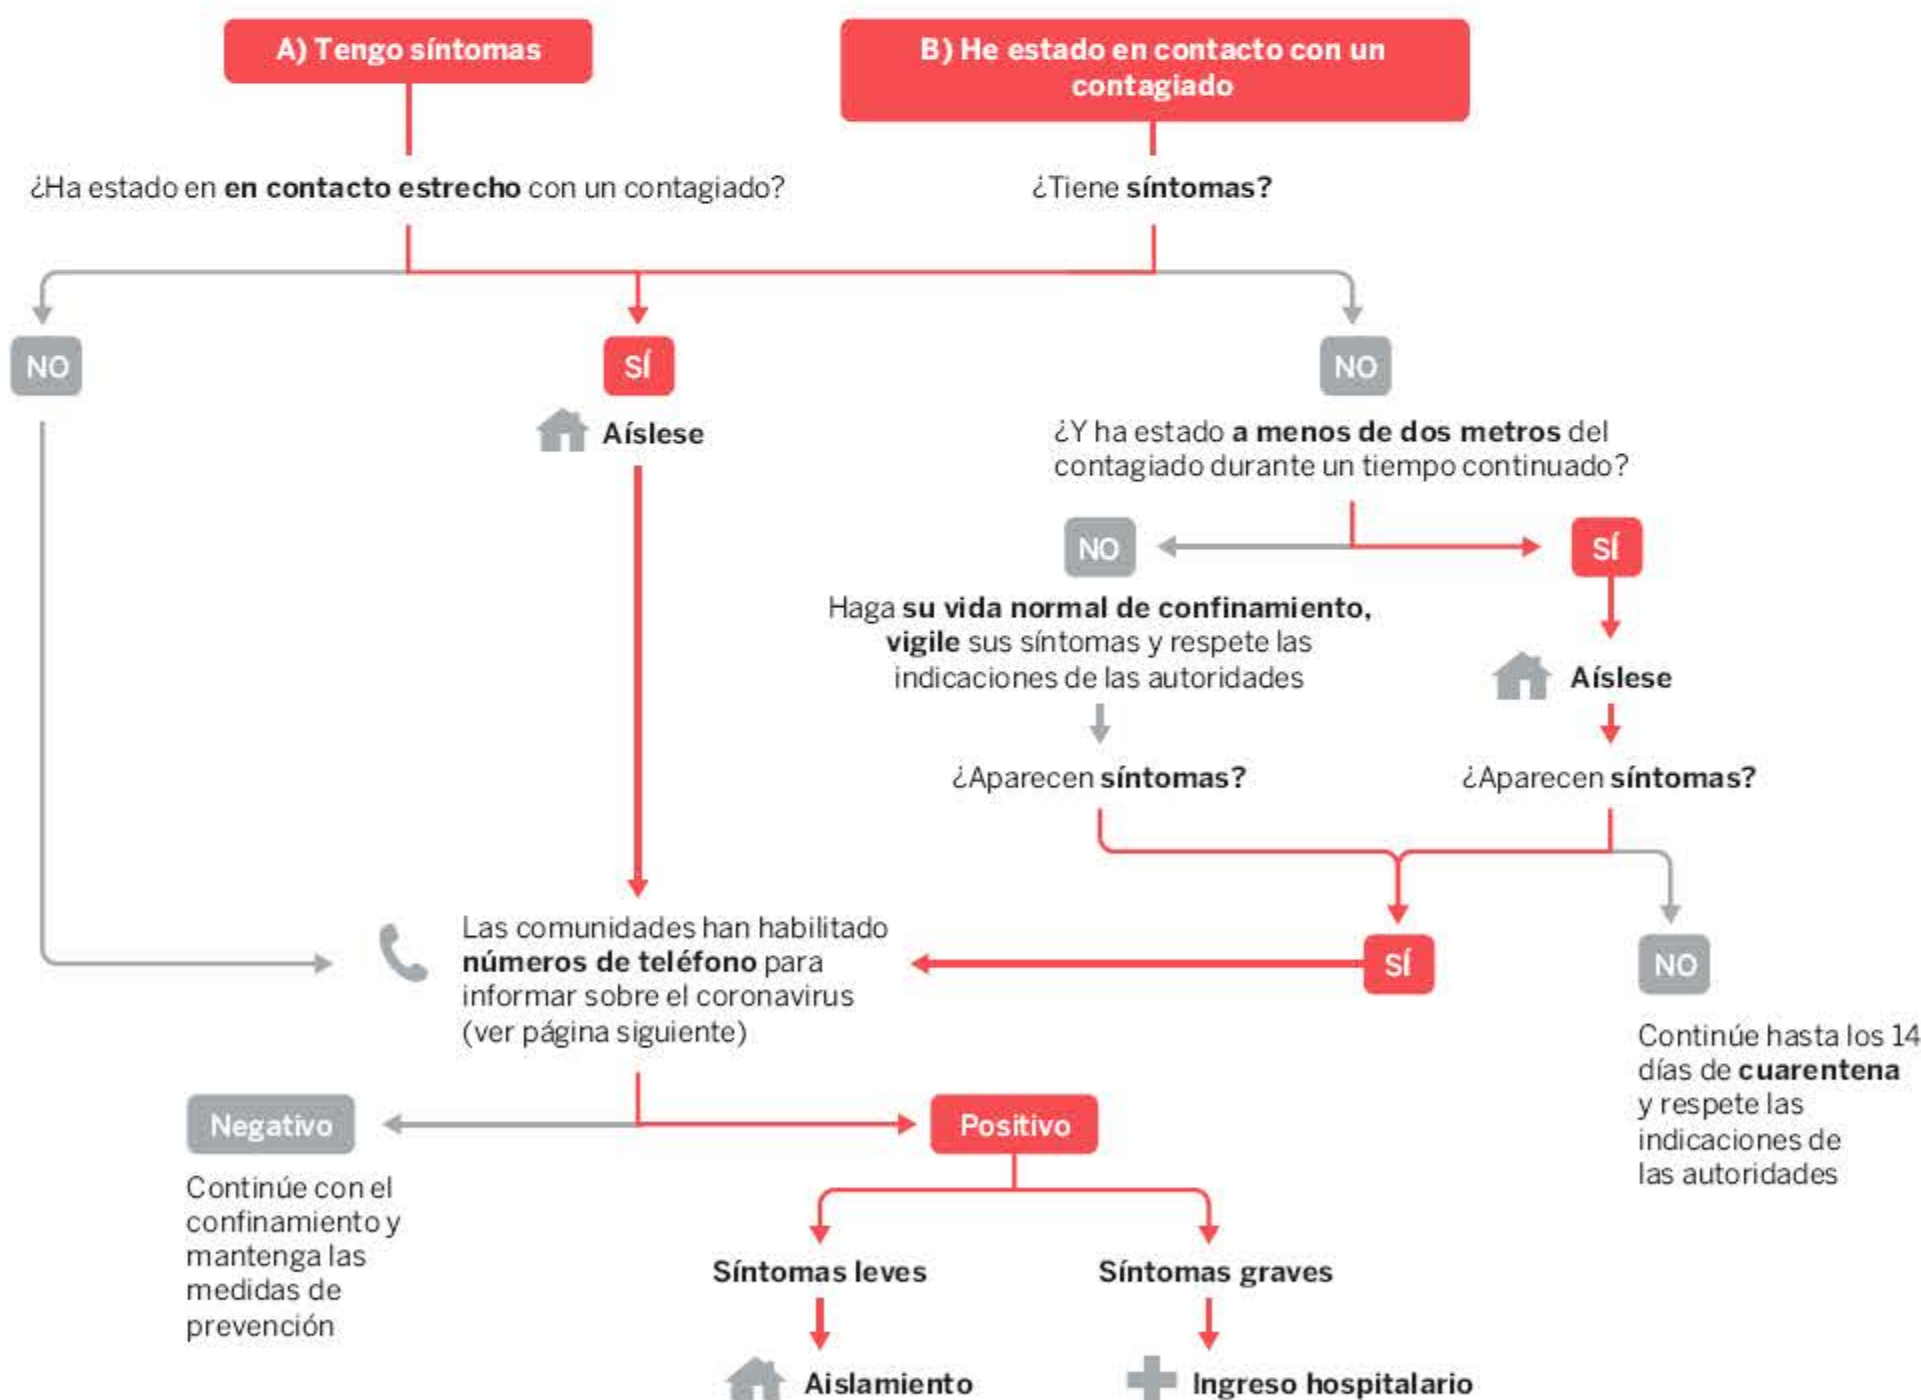 A) Tengo síntomas
B) He estado en contacto con un
contagiado
¿Ha estado en en contacto estrecho con un contagiado?
¿Tiene síntomas?
NO
SÍ
NO
Aíslese
¿Y ha estado a menos de dos metros del
contagiado durante un tiempo continuado?
NO
SÍ
Haga su vida normal de confinamiento,
vigile sus síntomas y respete las
indicaciones de las autoridades
Aíslese
¿Aparecen síntomas?
¿Aparecen síntomas?
Las comunidades han habilitado
números de teléfono para
informar sobre el coronavirus
(ver página siguiente)
SÍ
NO
Continúe hasta los 14
días de cuarentena
y respete las
indicaciones de
las autoridades
Negativo
Positivo
Continúe con el
confinamiento y
mantenga las
medidas de
prevención
Síntomas leves
Síntomas graves
Aislamiento
Ingreso hospitalario